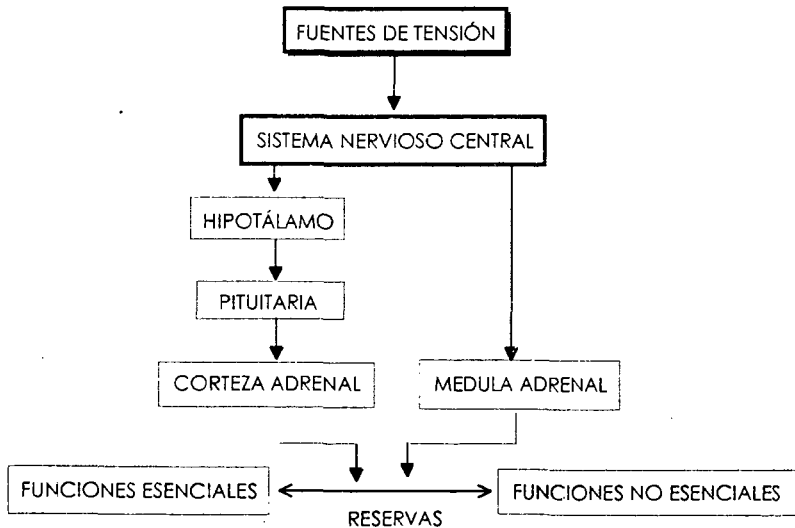 FUENTES DE TENSIÓN
SISTEMA NERVIOSO CENTRAL
HIPOTÁLAMO
PITUITARIA
CORTEZA ADRENAL
MEDULA ADRENAL
FUNCIONES ESENCIALES
FUNCIONES NO ESENCIALES
RESERVAS